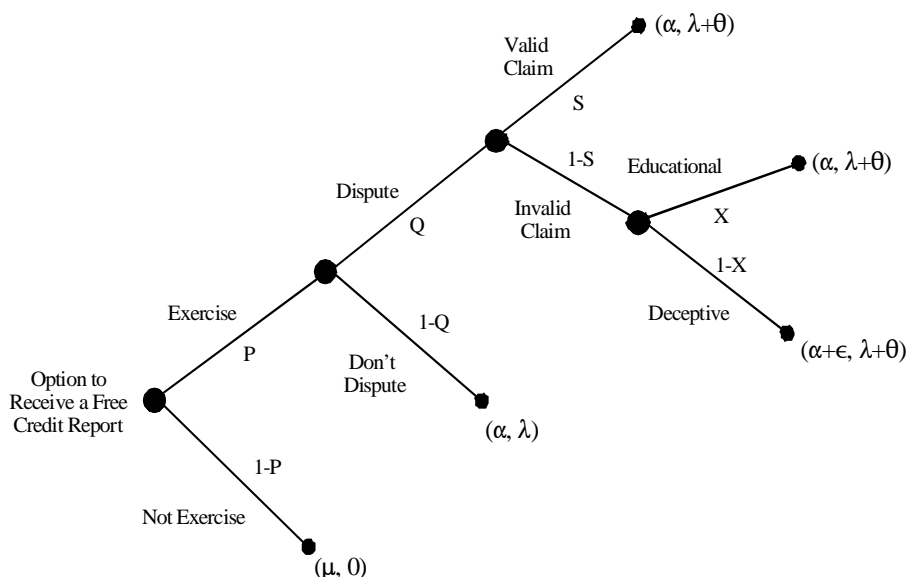 (α, λ+θ)
Valid
Claim
S
1-S
Educational
(α, λ+θ)
Dispute
Q
Invalid
Claim
X
1-X
Exercise
P
1-Q
Deceptive
(α+ϵ, λ+θ)
Don't
Dispute
Option to
Receive a Free
Credit Report
(α, λ)
1-P
Not Exercise
(μ, 0)